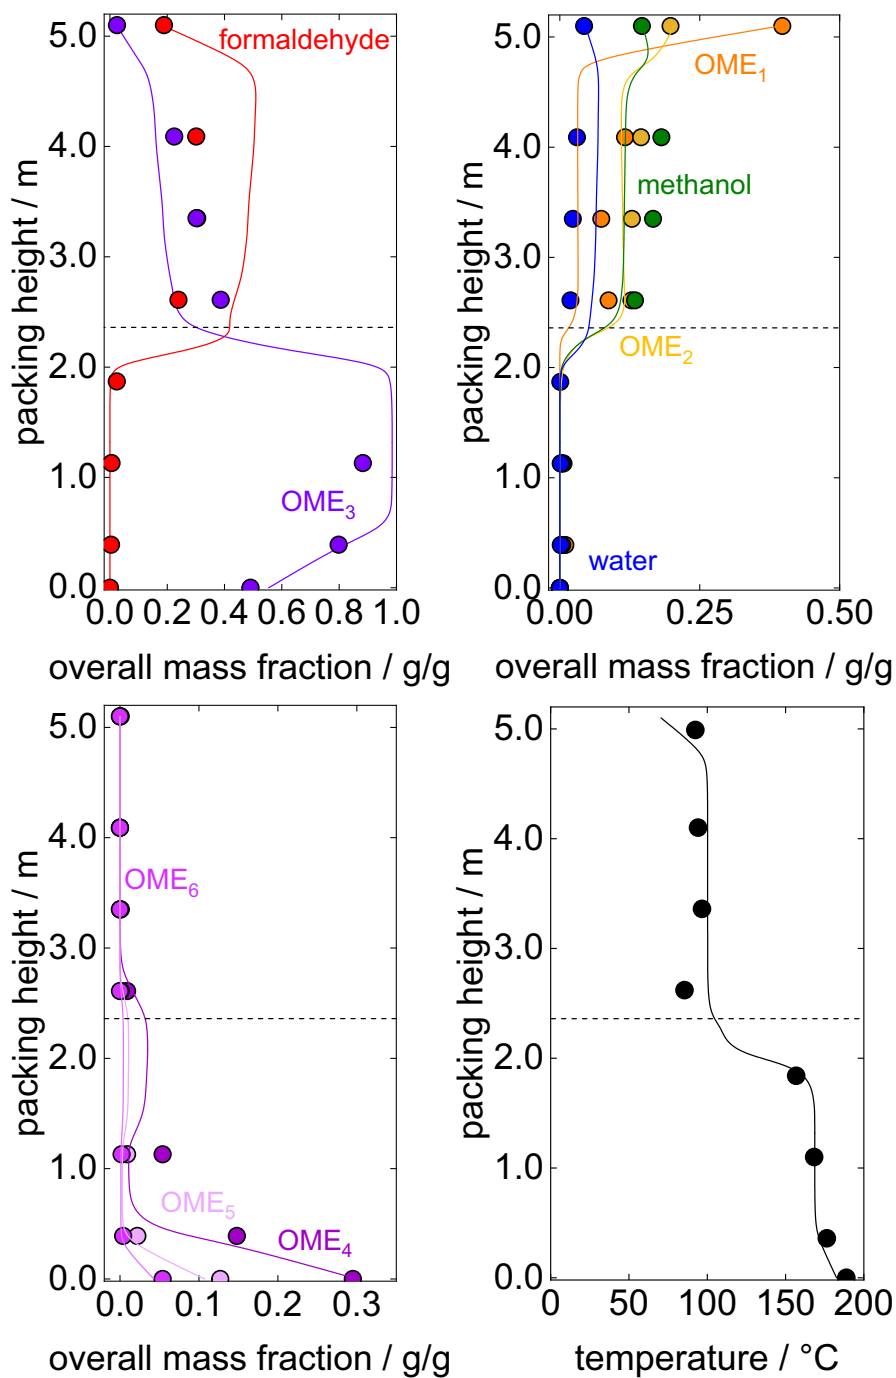 5.0
4.0
3.0
2.0
1.0
0.0
packing height / m
formaldehyde
OME₃
0.0 0.2 0.4 0.6 0.8 1.0
overall mass fraction / g/g
5.0
4.0
3.0
2.0
1.0
0.0
packing height / m
OME₁
methanol
OME₂
water
0.00 0.25 0.50
overall mass fraction / g/g
5.0
4.0
3.0
2.0
1.0
0.0
packing height / m
OME₆
OME₅
OME₄
0.0 0.1 0.2 0.3
overall mass fraction / g/g
5.0
4.0
3.0
2.0
1.0
0.0
packing height / m
0 50 100 150 200
temperature / °C